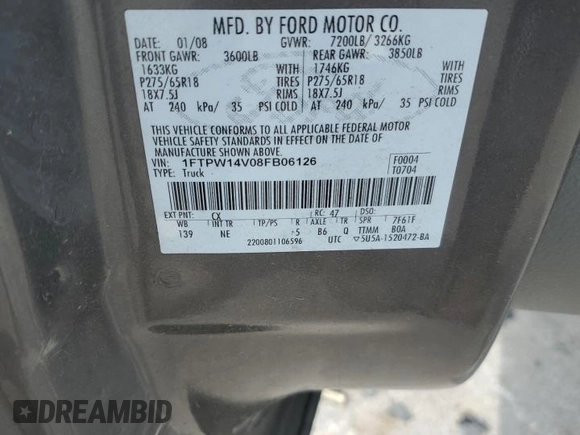 MFD. BY FORD MOTOR CO.
DATE: 01/08 GVWR: 7200LB/ 3266KG
FRONT GAWR: 3600LB REAR GAWR: 3850LB
1633KG WITH 1746KG WITH
P275/65R18 TIRES P275/65R18 TIRES
18X7.5J RIMS 18X7.5J RIMS
AT 240 kPa/ 35 PSI COLD AT 240 kPa/ 35 PSI COLD
THIS VEHICLE CONFORMS TO ALL APPLICABLE FEDERAL MOTOR
VEHICLE SAFETY STANDARDS IN EFFECT ON THE DATE OF
MANUFACTURE SHOWN ABOVE.
VIN: 1FTPW14V08FB06126 F0004
TYPE: Truck T0704
EXT PNT: CX RC: 47 DSO:
WB INT TR TP/PS R AXLE TR SPR 7F61F
139 NE 5 B6 Q TTMM BOA
2200801106596 UTC ▽5U5A-1520472-BA
DREAMBID